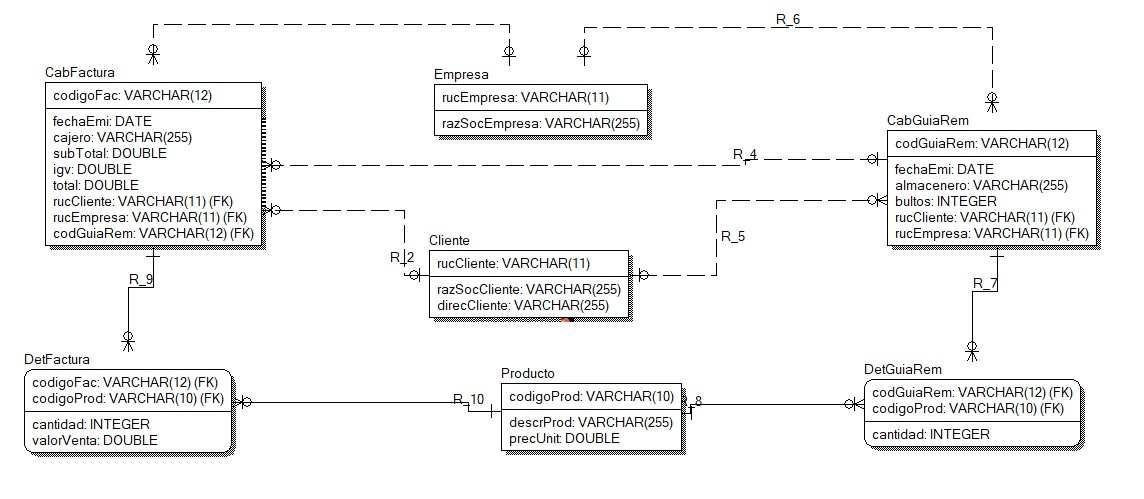 R_6
CabFactura
codigoFac: VARCHAR(12)
fechaEmi: DATE
cajero: VARCHAR(255)
subTotal: DOUBLE
igv: DOUBLE
total: DOUBLE
rucCliente: VARCHAR(11) (FK)
rucEmpresa: VARCHAR(11) (FK)
codGuiaRem: VARCHAR(12) (FK)
Empresa
rucEmpresa: VARCHAR(11)
razSocEmpresa: VARCHAR(255)
CabGuiaRem
codGuiaRem: VARCHAR(12)
fechaEmi: DATE
almacenero: VARCHAR(255)
bultos: INTEGER
rucCliente: VARCHAR(11) (FK)
rucEmpresa: VARCHAR(11) (FK)
R_4
R_5
R_2
Cliente
rucCliente: VARCHAR(11)
razSocCliente: VARCHAR(255)
direcCliente: VARCHAR(255)
R_9
R_7
DetFactura
codigoFac: VARCHAR(12) (FK)
codigoProd: VARCHAR(10) (FK)
cantidad: INTEGER
valorVenta: DOUBLE
R_10
Producto
codigoProd: VARCHAR(10)
descrProd: VARCHAR(255)
precUnit: DOUBLE
R_8
DetGuiaRem
codGuiaRem: VARCHAR(12) (FK)
codigoProd: VARCHAR(10) (FK)
cantidad: INTEGER